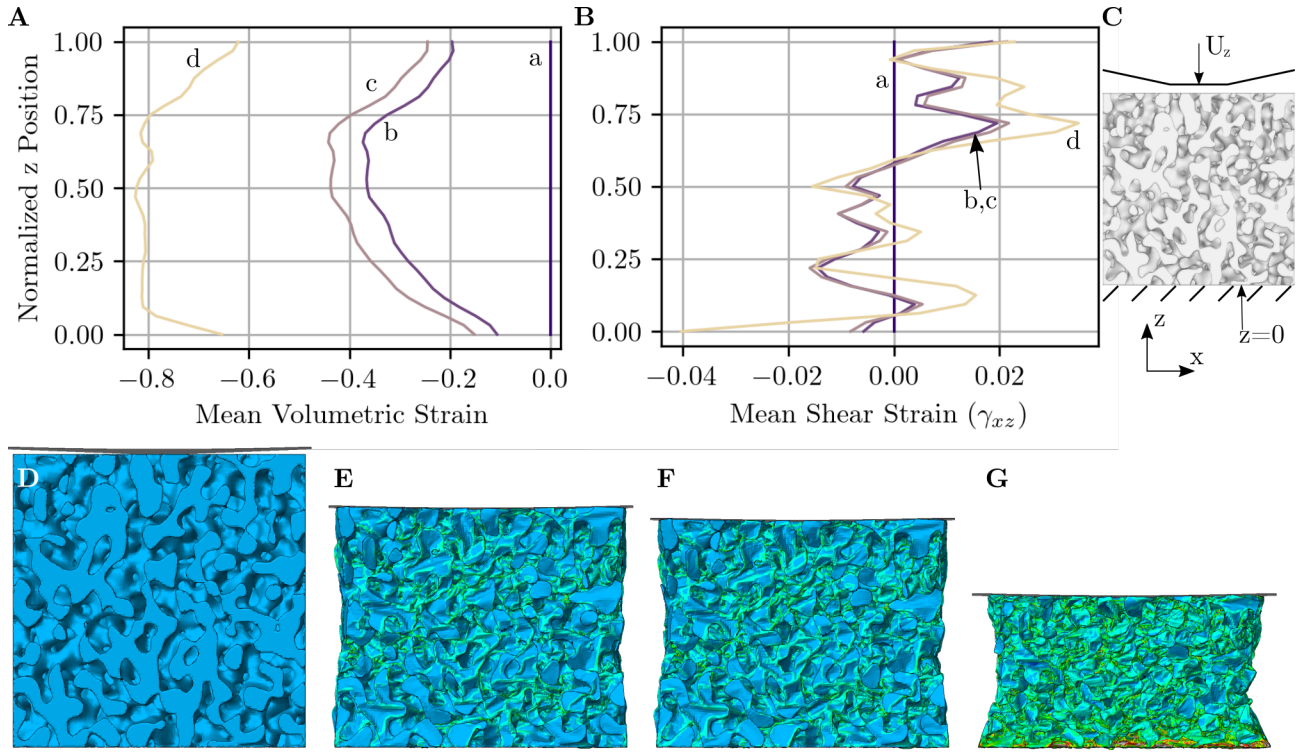 A
1.00
0.75
0.50
0.25
0.00
Normalized z Position
d
c
b
a
−0.8
−0.6
−0.4
−0.2
0.0
Mean Volumetric Strain
B
1.00
0.75
0.50
0.25
0.00
a
d
b,c
−0.04
−0.02
0.00
0.02
Mean Shear Strain (γxz)
C
Uz
z=0
z
x
D
E
F
G